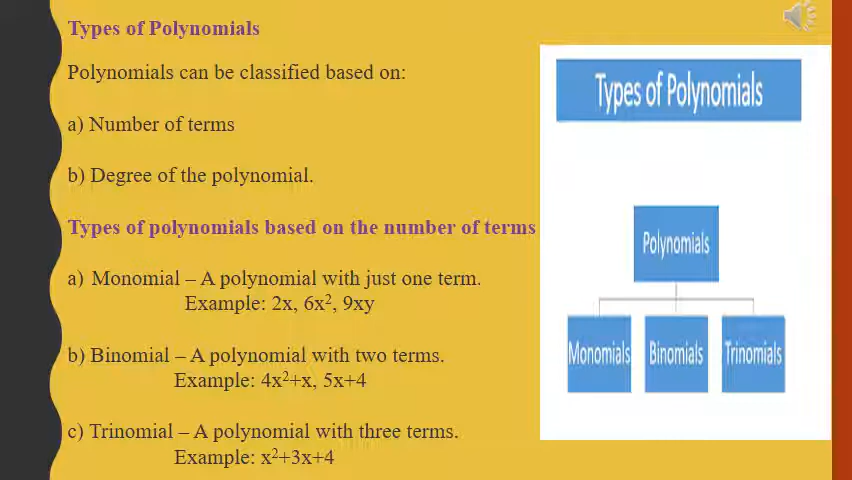 Types of Polynomials
Polynomials can be classified based on:
a) Number of terms
b) Degree of the polynomial.
Types of polynomials based on the number of terms
a) Monomial – A polynomial with just one term.
Example: 2x, 6x², 9xy
b) Binomial – A polynomial with two terms.
Example: 4x²+x, 5x+4
c) Trinomial – A polynomial with three terms.
Example: x²+3x+4
Types of Polynomials
Polynomials
Monomials Binomials Trinomials